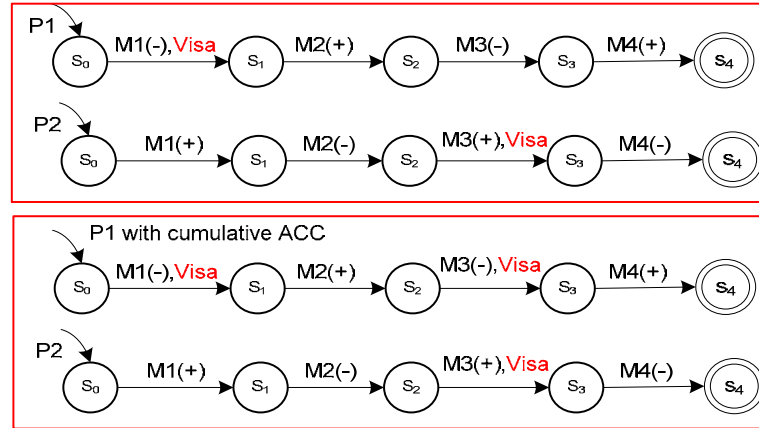 P1
S₀ M1(-),Visa S₁ M2(+) S₂ M3(-) S₃ M4(+) S₄
P2
S₀ M1(+) S₁ M2(-) S₂ M3(+),Visa S₃ M4(-) S₄
P1 with cumulative ACC
S₀ M1(-),Visa S₁ M2(+) S₂ M3(-),Visa S₃ M4(+) S₄
P2
S₀ M1(+) S₁ M2(-) S₂ M3(+),Visa S₃ M4(-) S₄